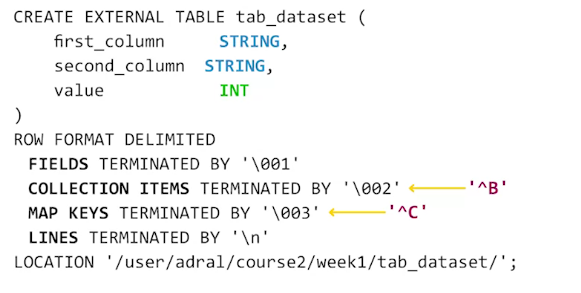 CREATE EXTERNAL TABLE tab_dataset (
first_column STRING,
second_column STRING,
value INT
)
ROW FORMAT DELIMITED
FIELDS TERMINATED BY '\001'
COLLECTION ITEMS TERMINATED BY '\002' '^B'
MAP KEYS TERMINATED BY '\003' '^C'
LINES TERMINATED BY '\n'
LOCATION '/user/adral/course2/week1/tab_dataset/';